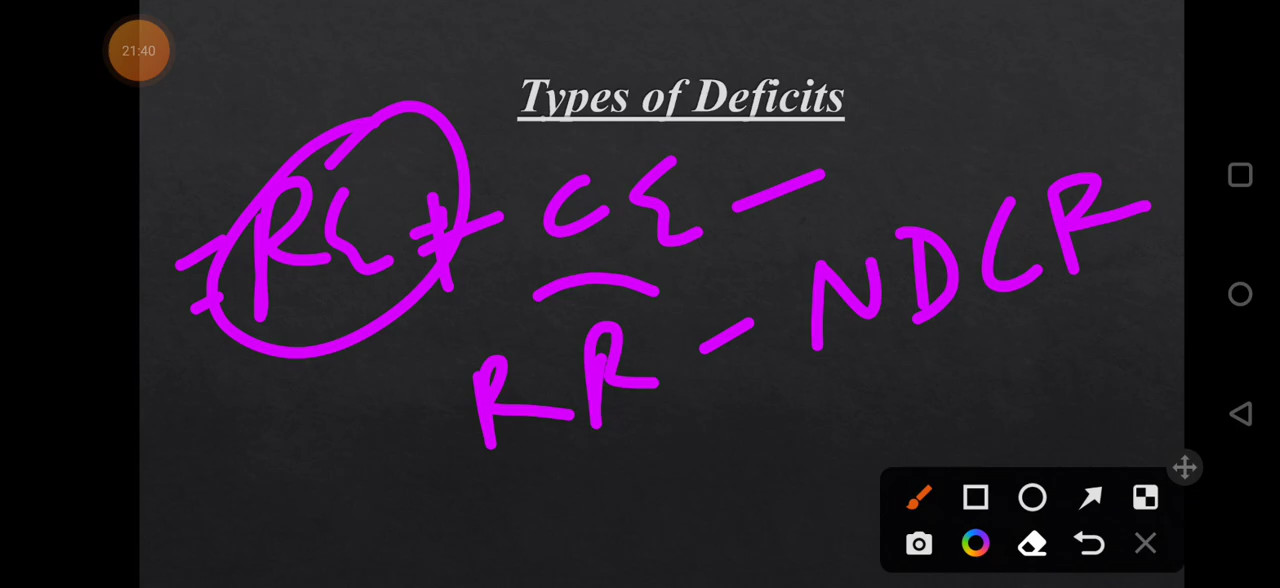 21:40
Types of Deficits
RE + CE -
RR - NDCR